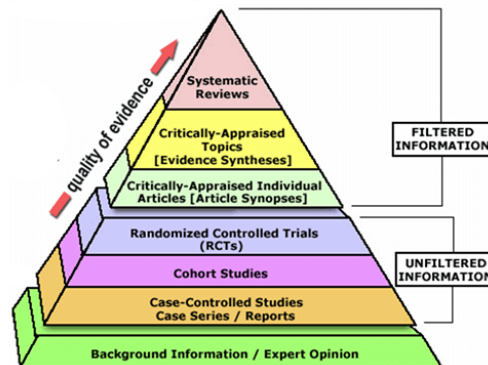 quality of evidence
Systematic
Reviews
Critically-Appraised
Topics
[Evidence Syntheses]
Critically-Appraised Individual
Articles [Article Synopses]
FILTERED
INFORMATION
Randomized Controlled Trials
(RCTs)
Cohort Studies
Case-Controlled Studies
Case Series / Reports
UNFILTERED
INFORMATION
Background Information / Expert Opinion